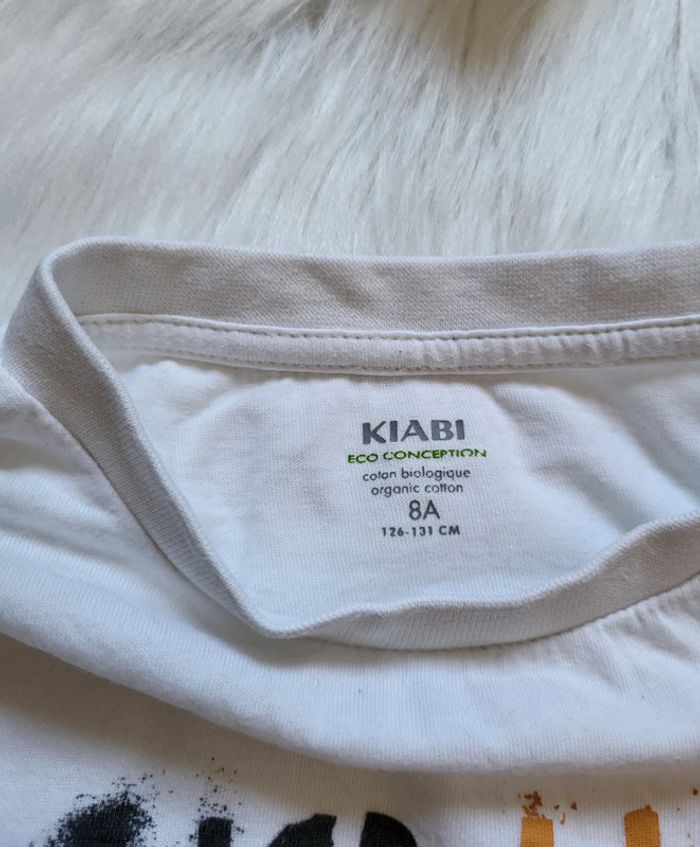 KIABI
ECO CONCEPTION
coton biologique
organic cotton
8A
126-131 CM